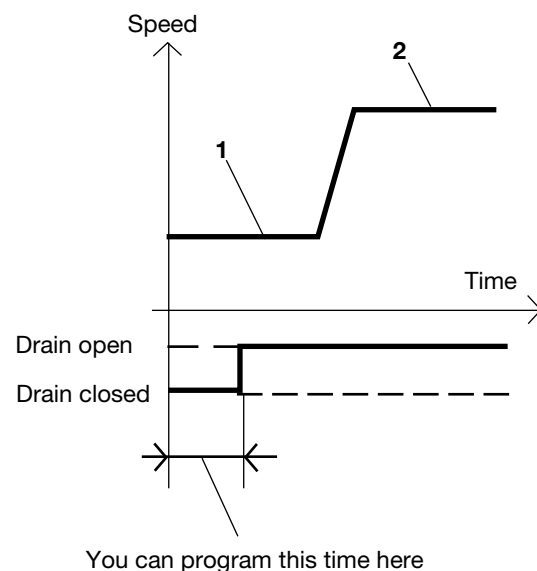 Speed
2
1
Time
Drain open
Drain closed
You can program this time here